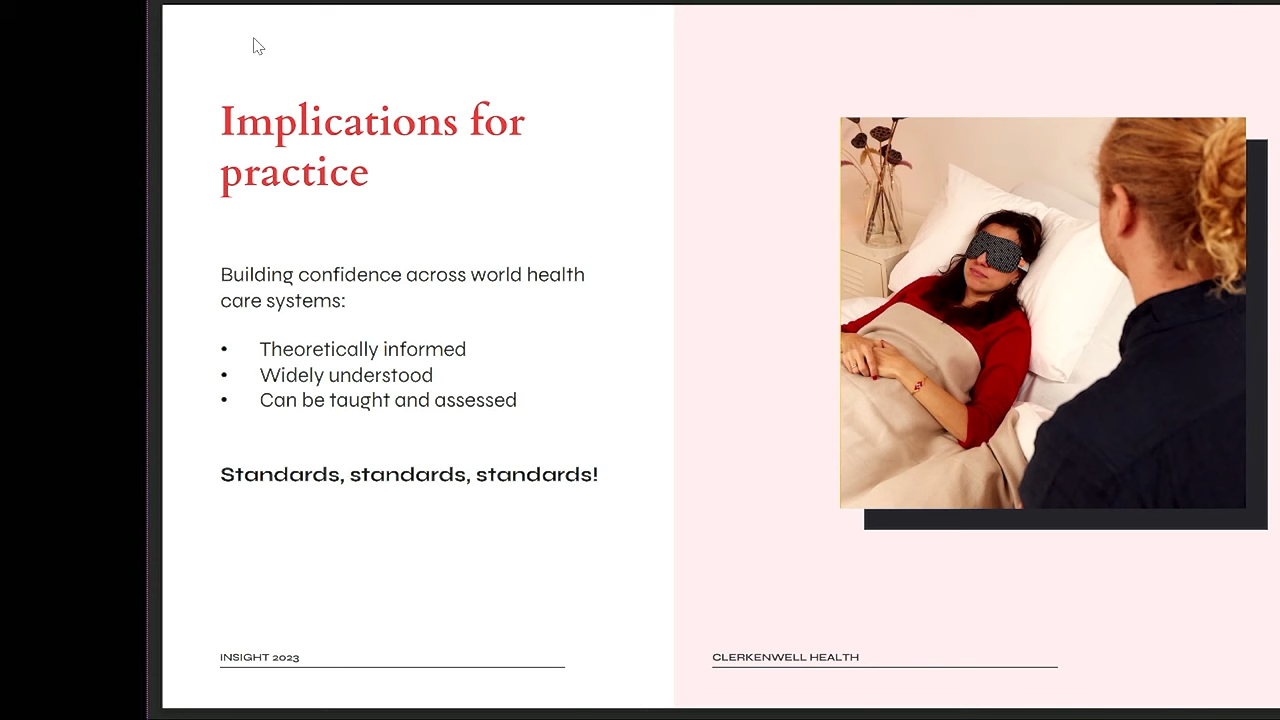 Implications for
practice
Building confidence across world health
care systems:
• Theoretically informed
• Widely understood
• Can be taught and assessed
Standards, standards, standards!
INSIGHT 2023
CLERKENWELL HEALTH